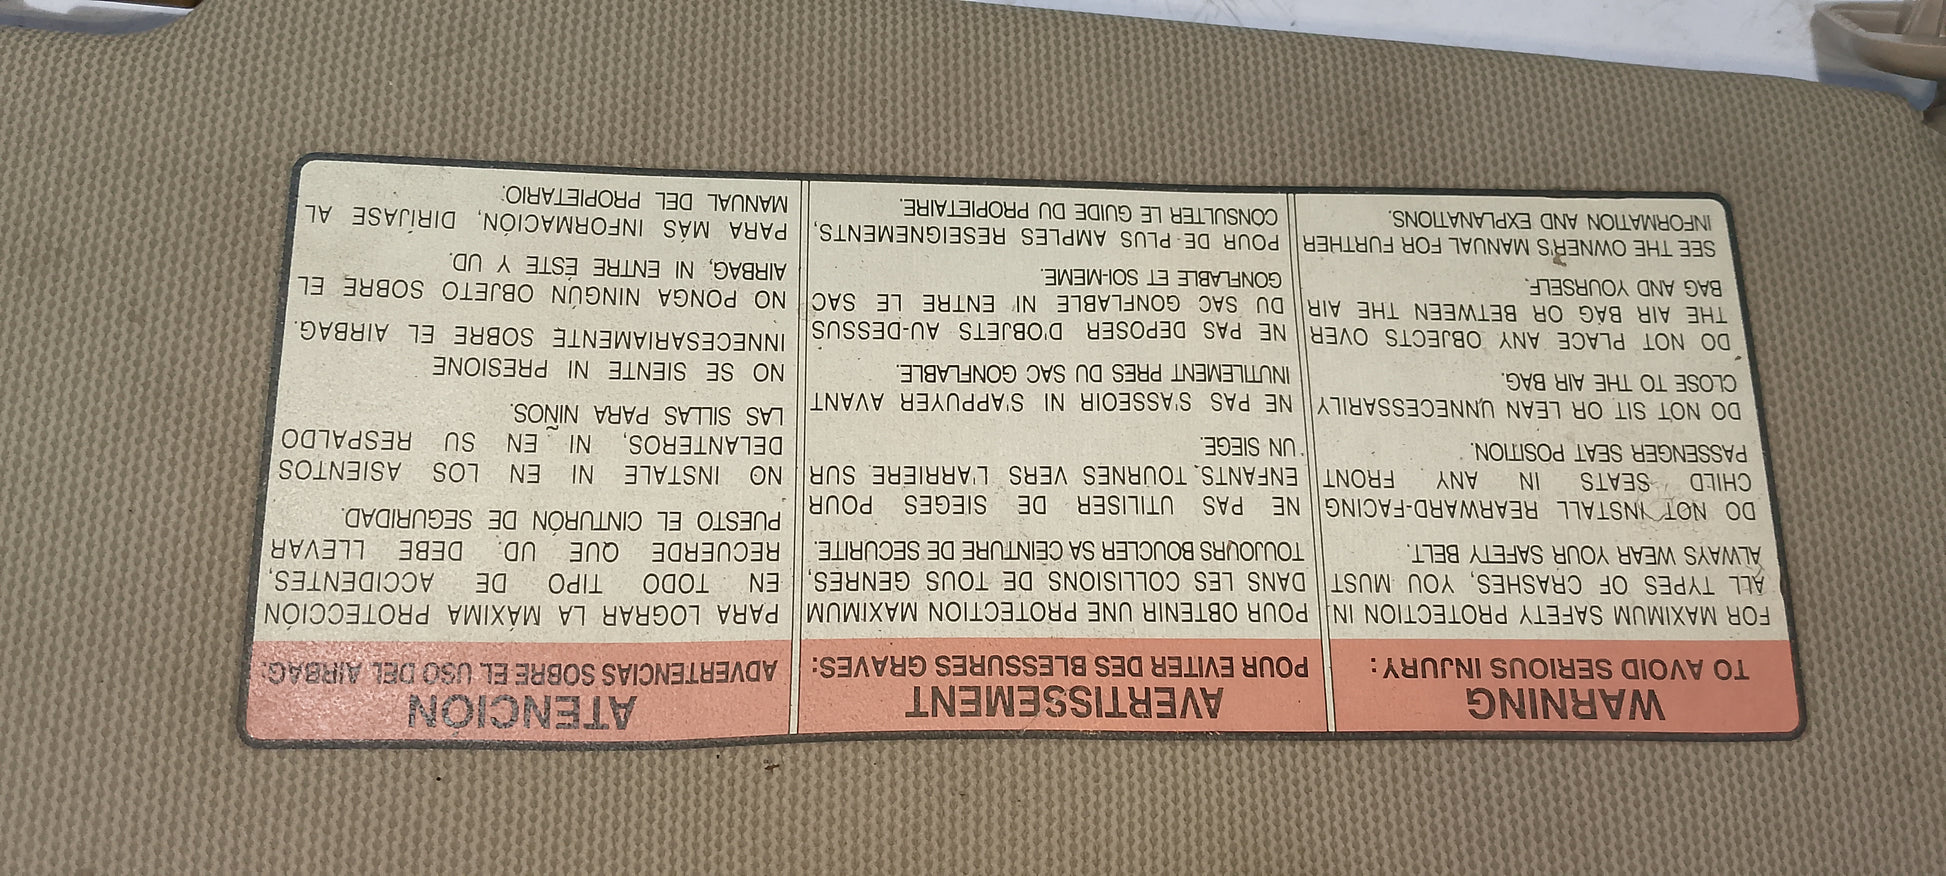 WARNING
TO AVOID SERIOUS INJURY:
FOR MAXIMUM SAFETY PROTECTION IN
ALL TYPES OF CRASHES, YOU MUST
ALWAYS WEAR YOUR SAFETY BELT.
DO NOT INSTALL REARWARD-FACING
CHILD SEATS IN ANY FRONT
PASSENGER SEAT POSITION.
DO NOT SIT OR LEAN UNNECESSARILY
CLOSE TO THE AIR BAG.
DO NOT PLACE ANY OBJECTS OVER
THE AIR BAG OR BETWEEN THE AIR
BAG AND YOURSELF.
SEE THE OWNER'S MANUAL FOR FURTHER
INFORMATION AND EXPLANATIONS.
AVERTISSEMENT
POUR EVITER DES BLESSURES GRAVES:
POUR OBTENIR UNE PROTECTION MAXIMUM
DANS LES COLLISIONS DE TOUS GENRES,
TOUJOURS BOUCLER SA CEINTURE DE SECURITE.
NE PAS UTILISER DE SIEGES POUR
ENFANTS TOURNES VERS L'ARRIERE SUR
UN SIEGE.
NE PAS S'ASSEOIR NI S'APPUYER AVANT
INUTILEMENT PRES DU SAC GONFLABLE.
NE PAS DEPOSER D'OBJETS AU-DESSUS
DU SAC GONFLABLE NI ENTRE LE SAC
GONFLABLE ET SOI-MEME.
POUR DE PLUS AMPLES RESEIGNEMENTS,
CONSULTER LE GUIDE DU PROPIETAIRE.
ATENCIÓN
ADVERTENCIAS SOBRE EL USO DEL AIRBAG.
PARA LOGRAR LA MÁXIMA PROTECCIÓN
EN TODO TIPO DE ACCIDENTES,
RECUERDE QUE UD. DEBE LLEVAR
PUESTO EL CINTURÓN DE SEGURIDAD.
NO INSTALE NI EN LOS ASIENTOS
DELANTEROS, NI EN SU RESPALDO
LAS SILLAS PARA NIÑOS.
NO SE SIENTE NI PRESIONE
INNECESARIAMENTE SOBRE EL AIRBAG.
NO PONGA NINGÚN OBJETO SOBRE EL
AIRBAG, NI ENTRE ÉSTE Y UD.
PARA MÁS INFORMACIÓN, DIRÍJASE AL
MANUAL DEL PROPIETARIO.